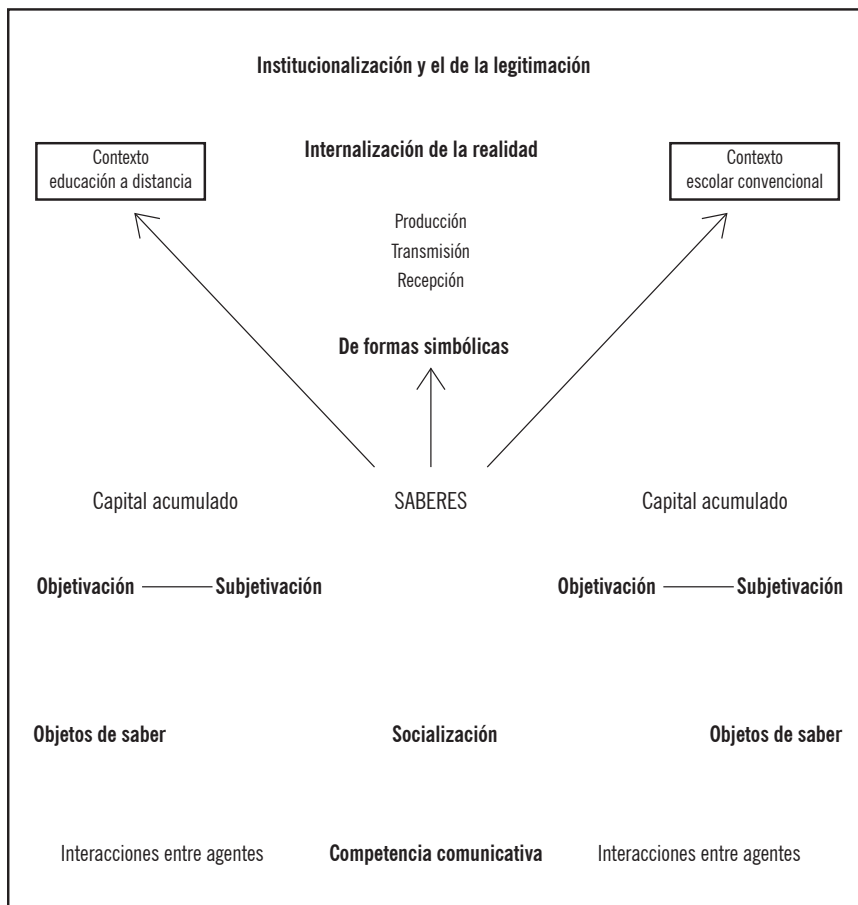 Institucionalización y el de la legitimación
Internalización de la realidad
Contexto
educación a distancia
Contexto
escolar convencional
Producción
Transmisión
Recepción
De formas simbólicas
Capital acumulado SABERES Capital acumulado
Objetivación Subjetivación Objetivación Subjetivación
Objetos de saber Socialización Objetos de saber
Interacciones entre agentes Competencia comunicativa Interacciones entre agentes